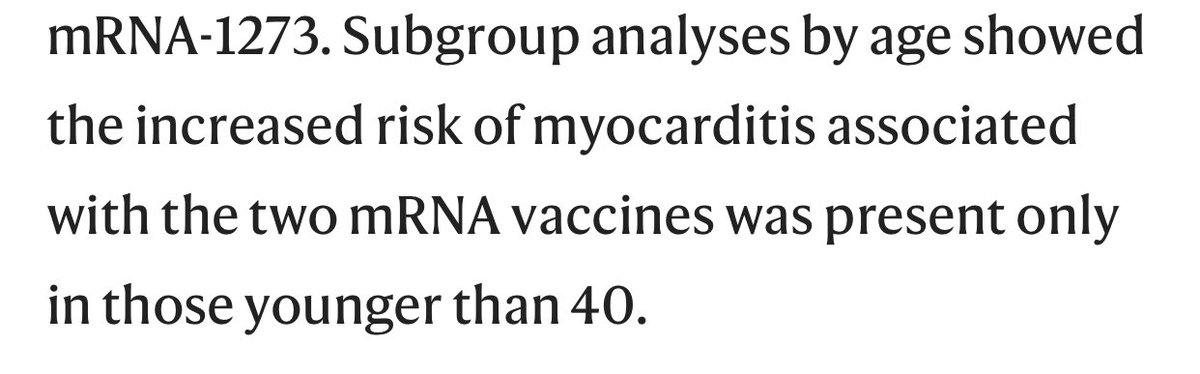 mRNA-1273. Subgroup analyses by age showed
the increased risk of myocarditis associated
with the two mRNA vaccines was present only
in those younger than 40.